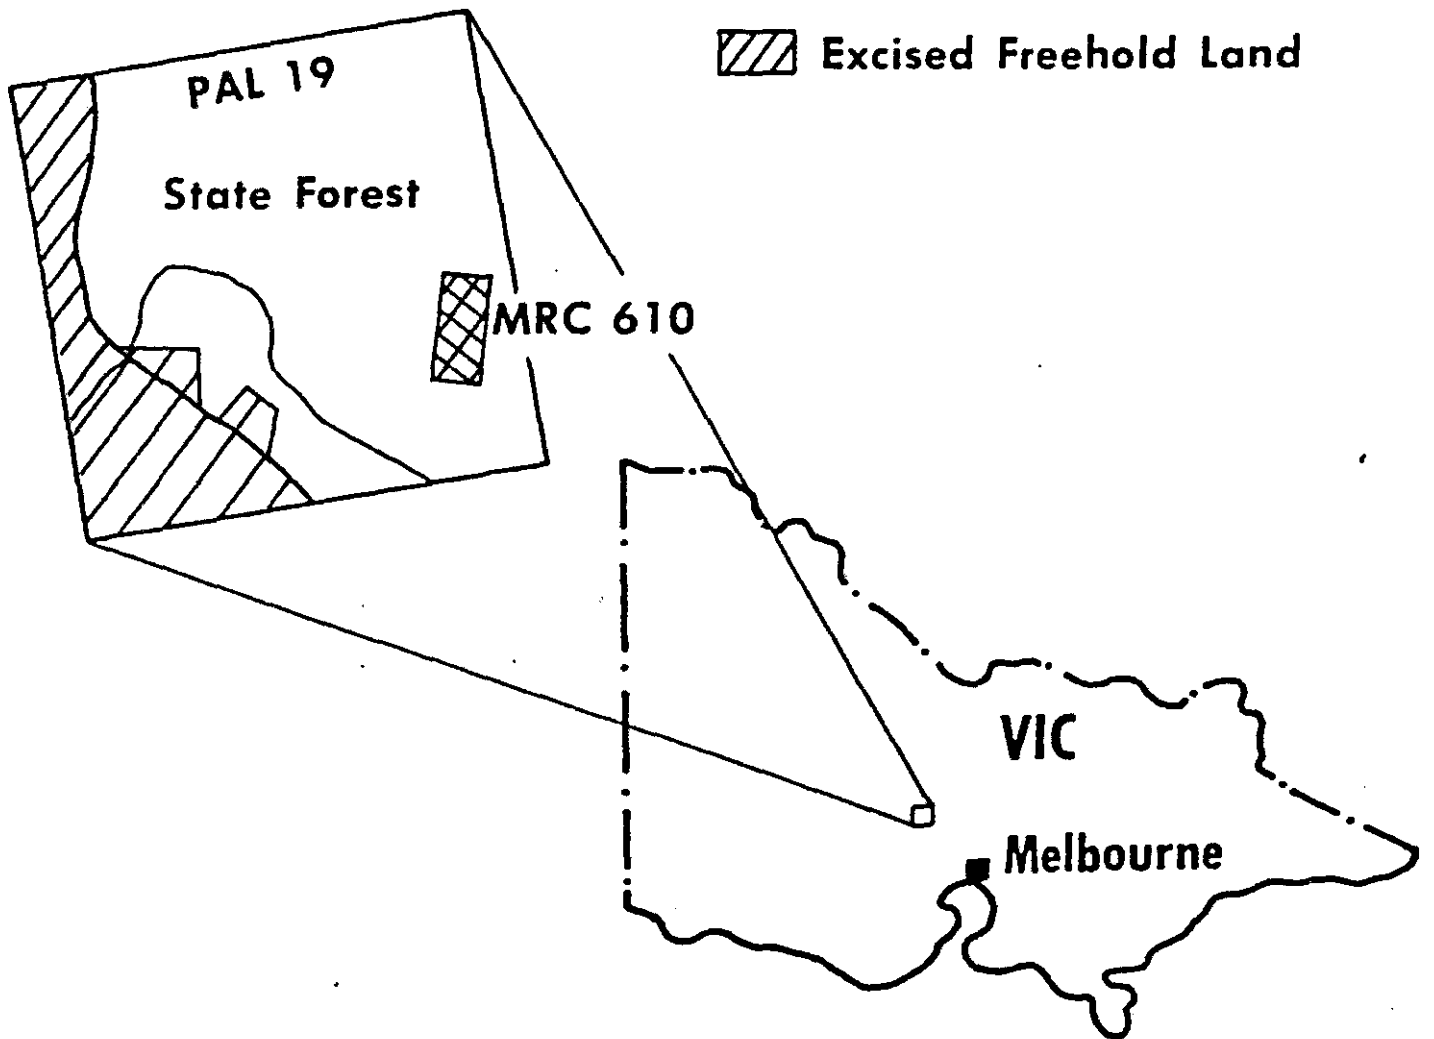 Excised Freehold Land
PAL 19
State Forest
MRC 610
VIC
Melbourne